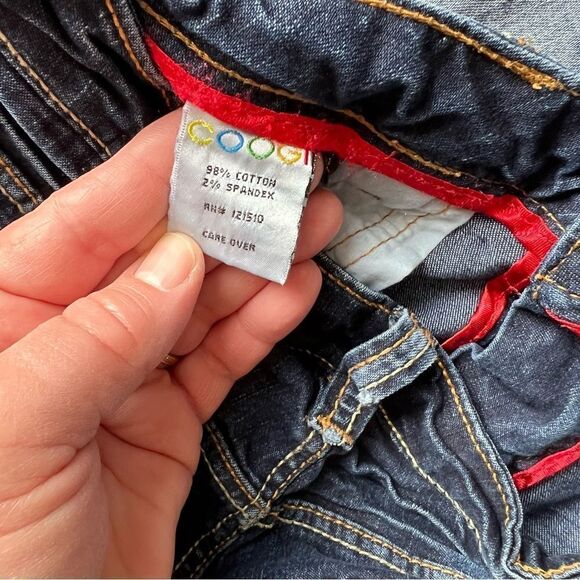 COOGI
98% COTTON
2% SPANDEX
RN# 121510
CARE OVER